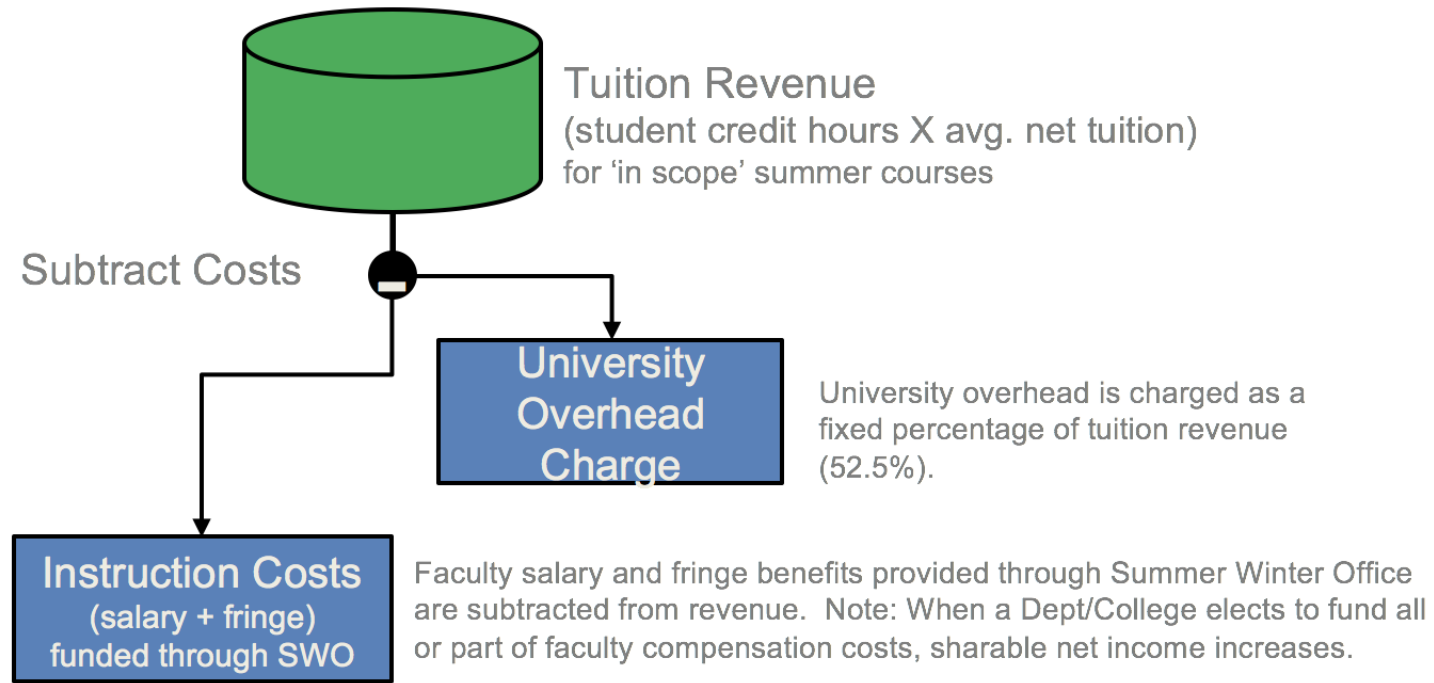 Tuition Revenue
(student credit hours X avg. net tuition)
for ‘in scope’ summer courses
Subtract Costs
University
Overhead
Charge
University overhead is charged as a
fixed percentage of tuition revenue
(52.5%).
Instruction Costs
(salary + fringe)
funded through SWO
Faculty salary and fringe benefits provided through Summer Winter Office
are subtracted from revenue.  Note: When a Dept/College elects to fund all
or part of faculty compensation costs, sharable net income increases.